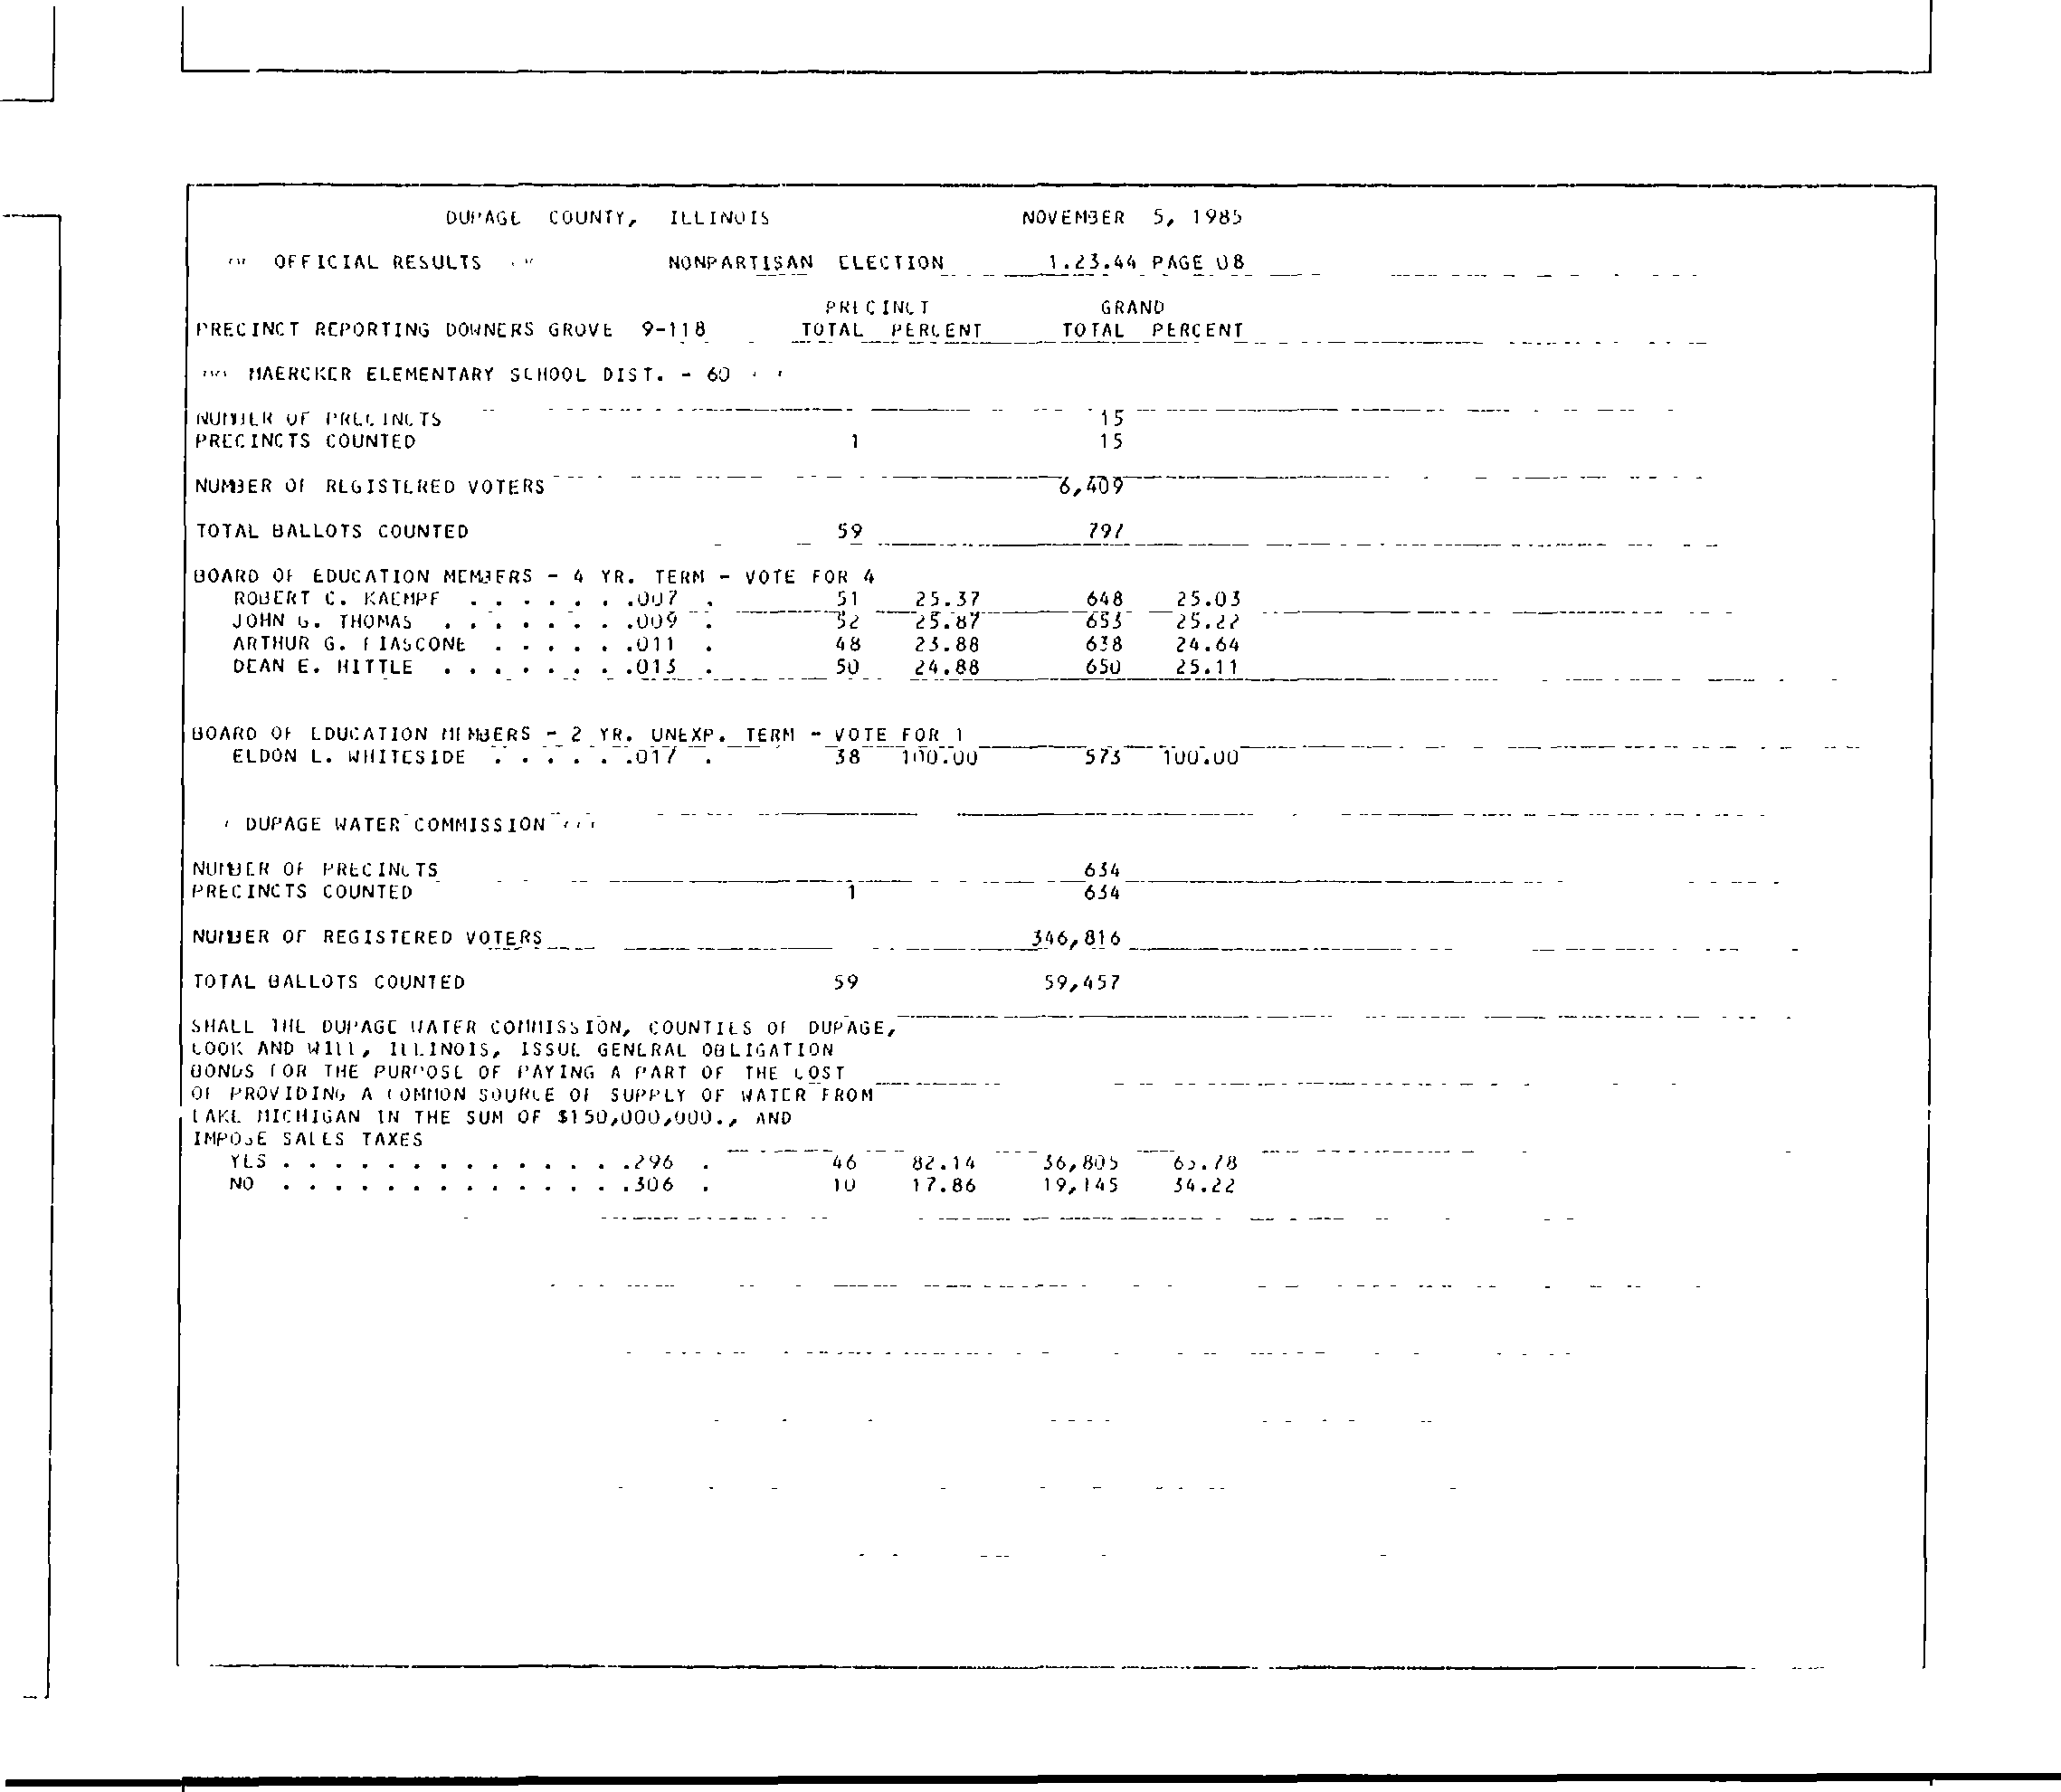 DUPAGE COUNTY, ILLINOIS NOVEMBER 5, 1985
OFFICIAL RESULTS NONPARTISAN ELECTION 1.23.44 PAGE 08
PRECINCT GRAND
PRECINCT REPORTING DOWNERS GROVE 9-118 TOTAL PERCENT TOTAL PERCENT
MAERCKER ELEMENTARY SCHOOL DIST. - 60
NUMBER OF PRECINCTS 15
PRECINCTS COUNTED 1 15
NUMBER OF REGISTERED VOTERS 6,409
TOTAL BALLOTS COUNTED 59
BOARD OF EDUCATION MEMBERS - 4 YR. TERM - VOTE FOR 4
ROBERT C. KAEMPF . . . . . . .007 . 51 25.37 648 25.03
JOHN G. THOMAS . . . . . . . .009 . 52 25.87 653 25.22
ARTHUR G. FIASCONE . . . . . .011 . 48 23.88 638 24.64
DEAN E. HITTLE . . . . . . . .013 . 50 24.88 650 25.11
BOARD OF EDUCATION MEMBERS - 2 YR. UNEXP. TERM - VOTE FOR 1
ELDON L. WHITESIDE . . . . . .017 . 38 100.00 573 100.00
DUPAGE WATER COMMISSION
NUMBER OF PRECINCTS 634
PRECINCTS COUNTED 1 634
NUMBER OF REGISTERED VOTERS 346,816
TOTAL BALLOTS COUNTED 59 59,457
SHALL THE DUPAGE WATER COMMISSION, COUNTIES OF DUPAGE,
COOK AND WILL, ILLINOIS, ISSUE GENERAL OBLIGATION
BONDS FOR THE PURPOSE OF PAYING A PART OF THE COST
OF PROVIDING A COMMON SOURCE OF SUPPLY OF WATER FROM
LAKE MICHIGAN IN THE SUM OF $150,000,000., AND
IMPOSE SALES TAXES
YES . . . . . . . . . . . . . .296 . 46 82.14 36,805 65.78
NO . . . . . . . . . . . . . .306 . 10 17.86 19,145 34.22